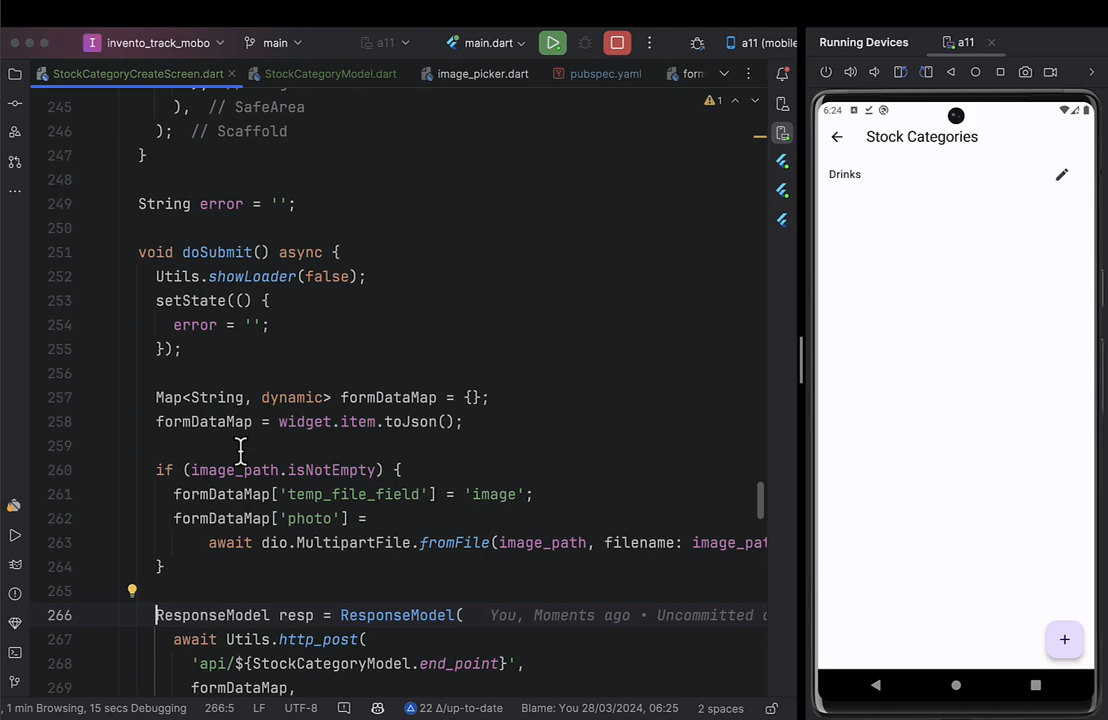 invento_track_mobo
main
a11
main.dart
a11 (mobile
Running Devices
a11
StockCategoryCreateScreen.dart
StockCategoryModel.dart
image_picker.dart
pubspec.yaml
forr
1
245 ), // SafeArea
246 ); // Scaffold
247 }
248
249 String error = '';
250
251 void doSubmit() async {
252 Utils.showLoader(false);
253 setState(() {
254 error = '';
255 });
256
257 Map<String, dynamic> formDataMap = {};
258 formDataMap = widget.item.toJson();
259
260 if (image_path.isNotEmpty) {
261 formDataMap['temp_file_field'] = 'image';
262 formDataMap['photo'] =
263 await dio.MultipartFile.fromFile(image_path, filename: image_pat
264 }
265
266 ResponseModel resp = ResponseModel( You, Moments ago • Uncommitted c
267 await Utils.http_post(
268 'api/${StockCategoryModel.end_point}',
269 formDataMap,
, 1 min Browsing, 15 secs Debugging
266:5
LF
UTF-8
22 Δ/up-to-date
Blame: You 28/03/2024, 06:25
2 spaces
6:24
Stock Categories
Drinks
+